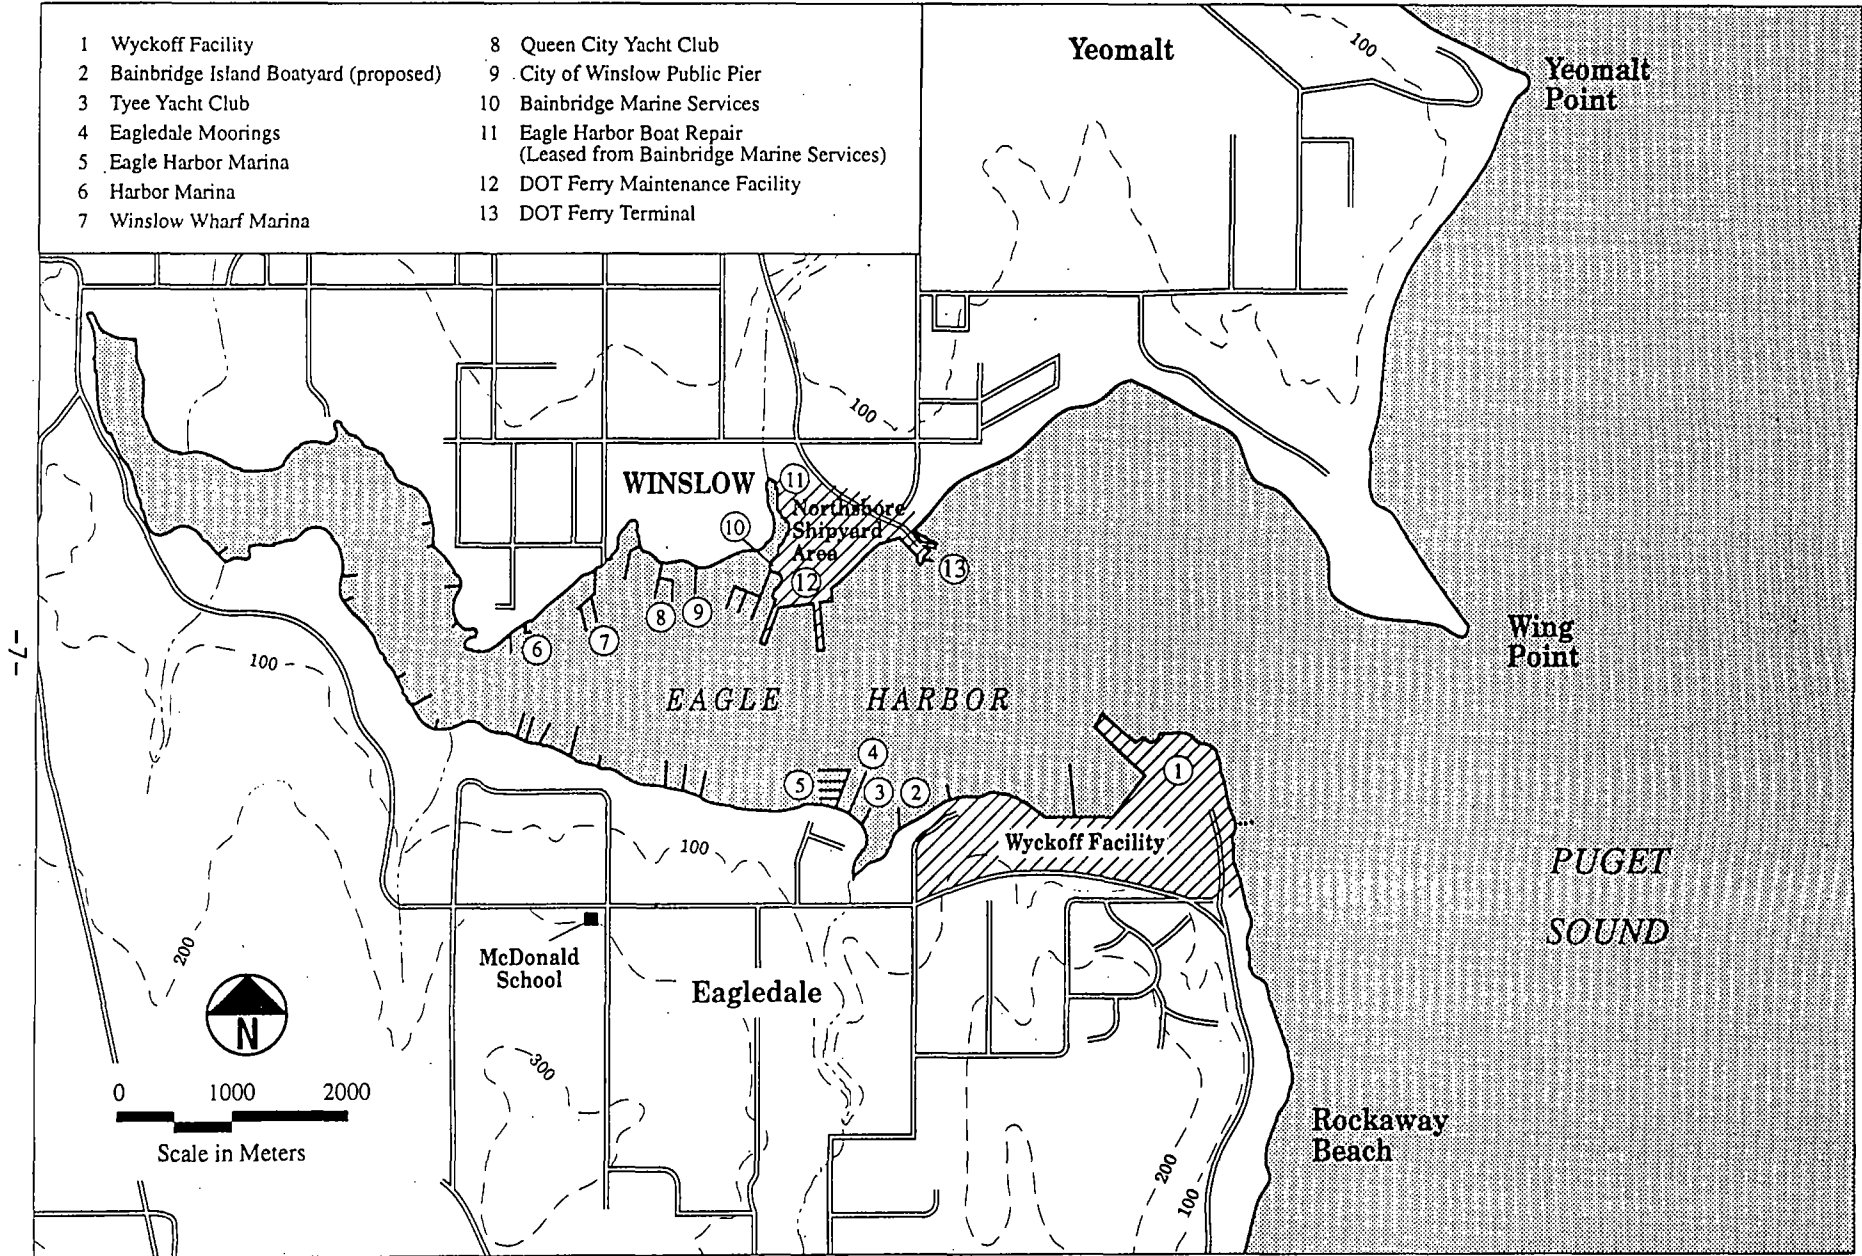 1 Wyckoff Facility
2 Bainbridge Island Boatyard (proposed)
3 Tyee Yacht Club
4 Eagledale Moorings
5 Eagle Harbor Marina
6 Harbor Marina
7 Winslow Wharf Marina
8 Queen City Yacht Club
9 City of Winslow Public Pier
10 Bainbridge Marine Services
11 Eagle Harbor Boat Repair
(Leased from Bainbridge Marine Services)
12 DOT Ferry Maintenance Facility
13 DOT Ferry Terminal
Yeomalt
100
Yeomalt
Point
100
WINSLOW
11
Northshore
Shipyard
Area
10
12
13
8
9
7
6
Wing
Point
-7-
100
EAGLE HARBOR
4
5
3
2
1
Wyckoff Facility
100
PUGET
SOUND
200
McDonald
School
Eagledale
N
300
0 1000 2000
Scale in Meters
Rockaway
Beach
200
100